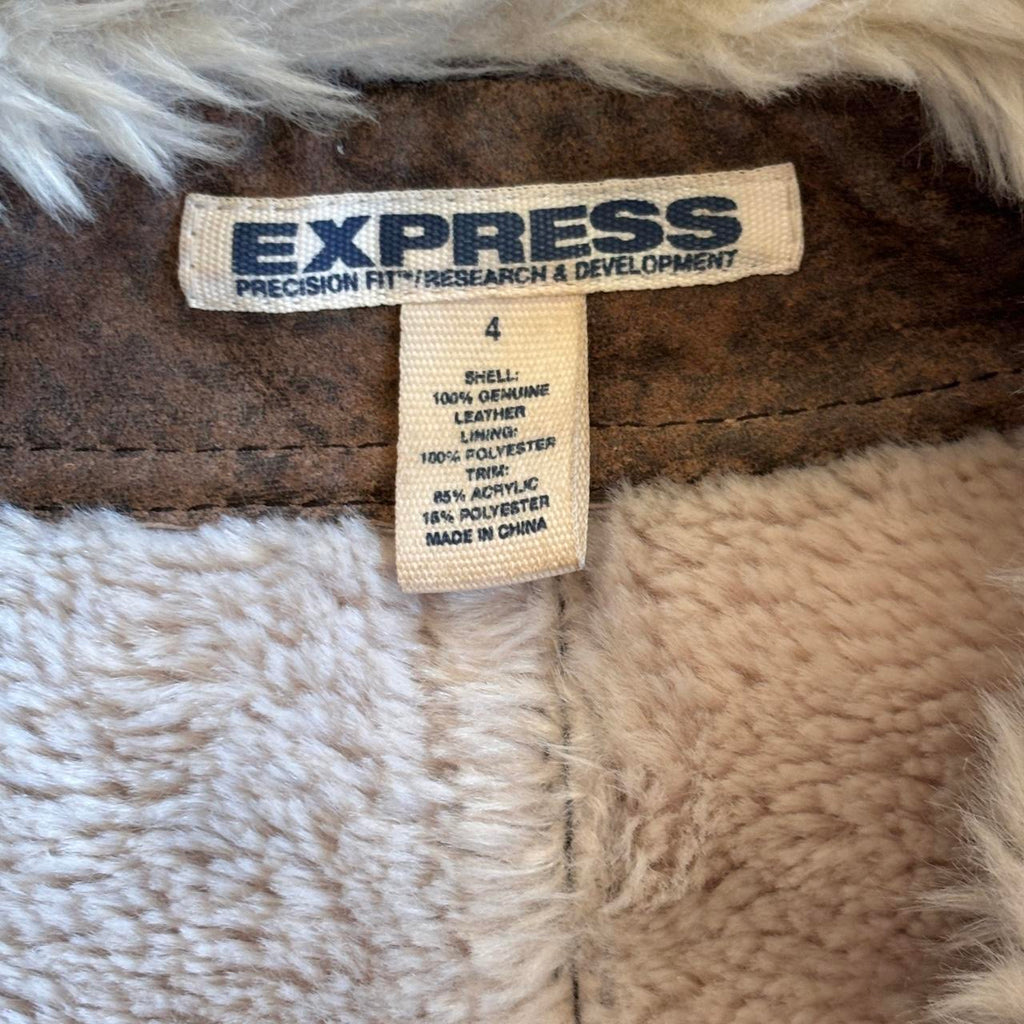 EXPRESS
PRECISION FIT™/RESEARCH & DEVELOPMENT
4
SHELL:
100% GENUINE
LEATHER
LINING:
100% POLYESTER
TRIM:
85% ACRYLIC
15% POLYESTER
MADE IN CHINA